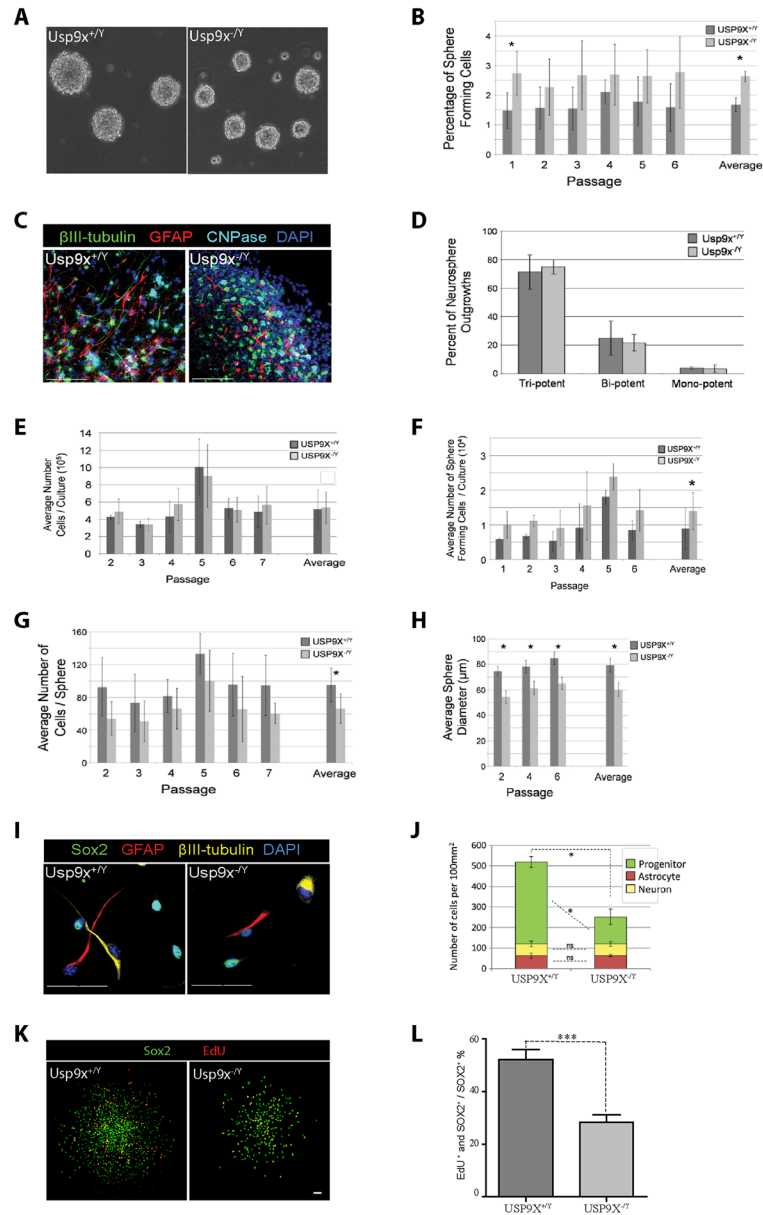 A
Usp9x+/Y
Usp9x-/Y
B
Percentage of Sphere
Forming Cells
4
3
2
1
0
USP9X+/Y
USP9X-/Y
*
*
1 2 3 4 5 6 Average
Passage
C
βIII-tubulin GFAP CNPase DAPI
Usp9x+/Y
Usp9x-/Y
D
Percent of Neurosphere
Outgrowths
100
80
60
40
20
0
Usp9x+/Y
Usp9x-/Y
Tri-potent Bi-potent Mono-potent
E
Average Number
Cells / Culture (10⁵)
14
12
10
8
6
4
2
0
USP9X+/Y
USP9X-/Y
2 3 4 5 6 7 Average
Passage
F
Average Number of Sphere
Forming Cells / Culture (10⁴)
3
2
1
0
USP9X+/Y
USP9X-/Y
*
1 2 3 4 5 6 Average
Passage
G
Average Number of
Cells / Sphere
160
120
80
40
0
USP9X+/Y
USP9X-/Y
*
2 3 4 5 6 7 Average
Passage
H
Average Sphere
Diameter (μm)
100
80
60
40
20
0
USP9X+/Y
USP9X-/Y
* * * *
2 4 6 Average
Passage
I
Sox2 GFAP βIII-tubulin DAPI
Usp9x+/Y
Usp9x-/Y
J
Number of cells per 100mm²
600
500
400
300
200
100
0
Progenitor
Astrocyte
Neuron
*
*
ns
ns
USP9X+/Y USP9X-/Y
K
Sox2 EdU
Usp9x+/Y
Usp9x-/Y
L
EdU⁺ and SOX2⁺ / SOX2⁺ %
60
40
20
0
***
USP9X+/Y USP9X-/Y